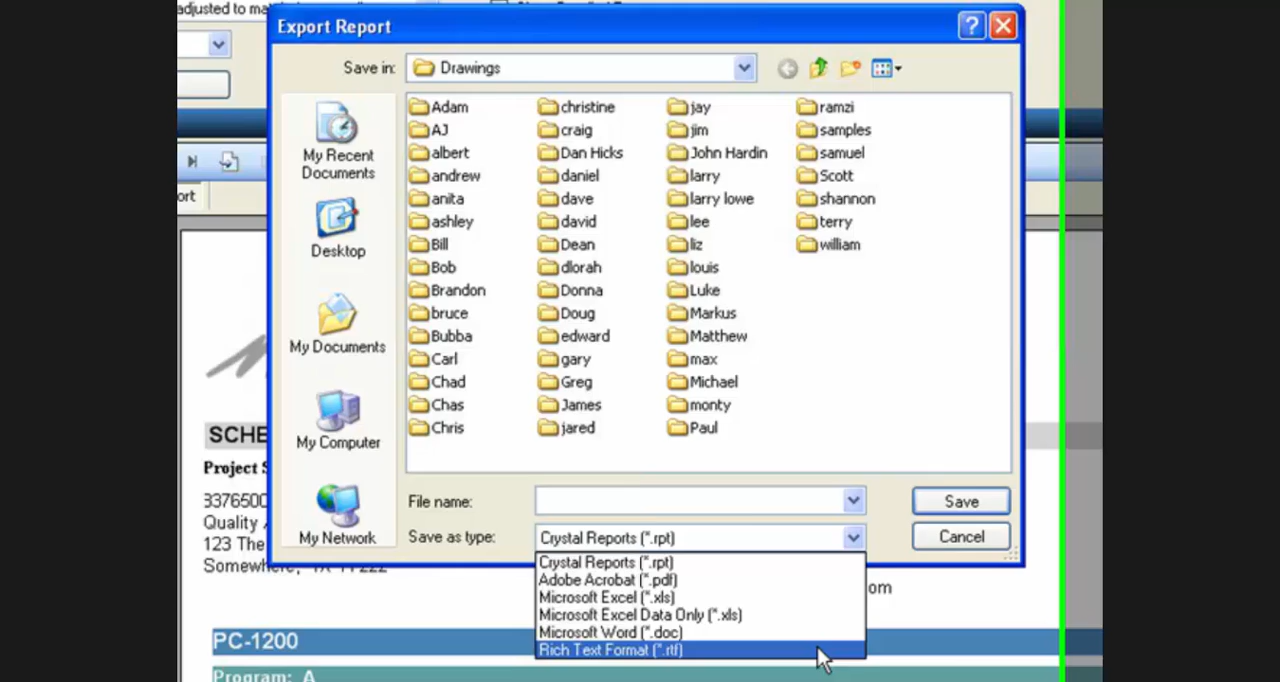 adjusted to
Export Report
Save in: Drawings
ort
My Recent
Documents
Desktop
My Documents
My Computer
My Network
Adam
AJ
albert
andrew
anita
ashley
Bill
Bob
Brandon
bruce
Bubba
Carl
Chad
Chas
Chris
christine
craig
Dan Hicks
daniel
dave
david
Dean
dlorah
Donna
Doug
edward
gary
Greg
James
jared
jay
jim
John Hardin
larry
larry lowe
lee
liz
louis
Luke
Markus
Matthew
max
Michael
monty
Paul
ramzi
samples
samuel
Scott
shannon
terry
william
File name:
Save
Save as type: Crystal Reports (*.rpt)
Cancel
Crystal Reports (*.rpt)
Adobe Acrobat (*.pdf)
Microsoft Excel (*.xls)
Microsoft Excel Data Only (*.xls)
Microsoft Word (*.doc)
Rich Text Format (*.rtf)
SCHE
Project S
3376500
Quality A
123 The
Somewhere, TX
om
PC-1200
Program: A